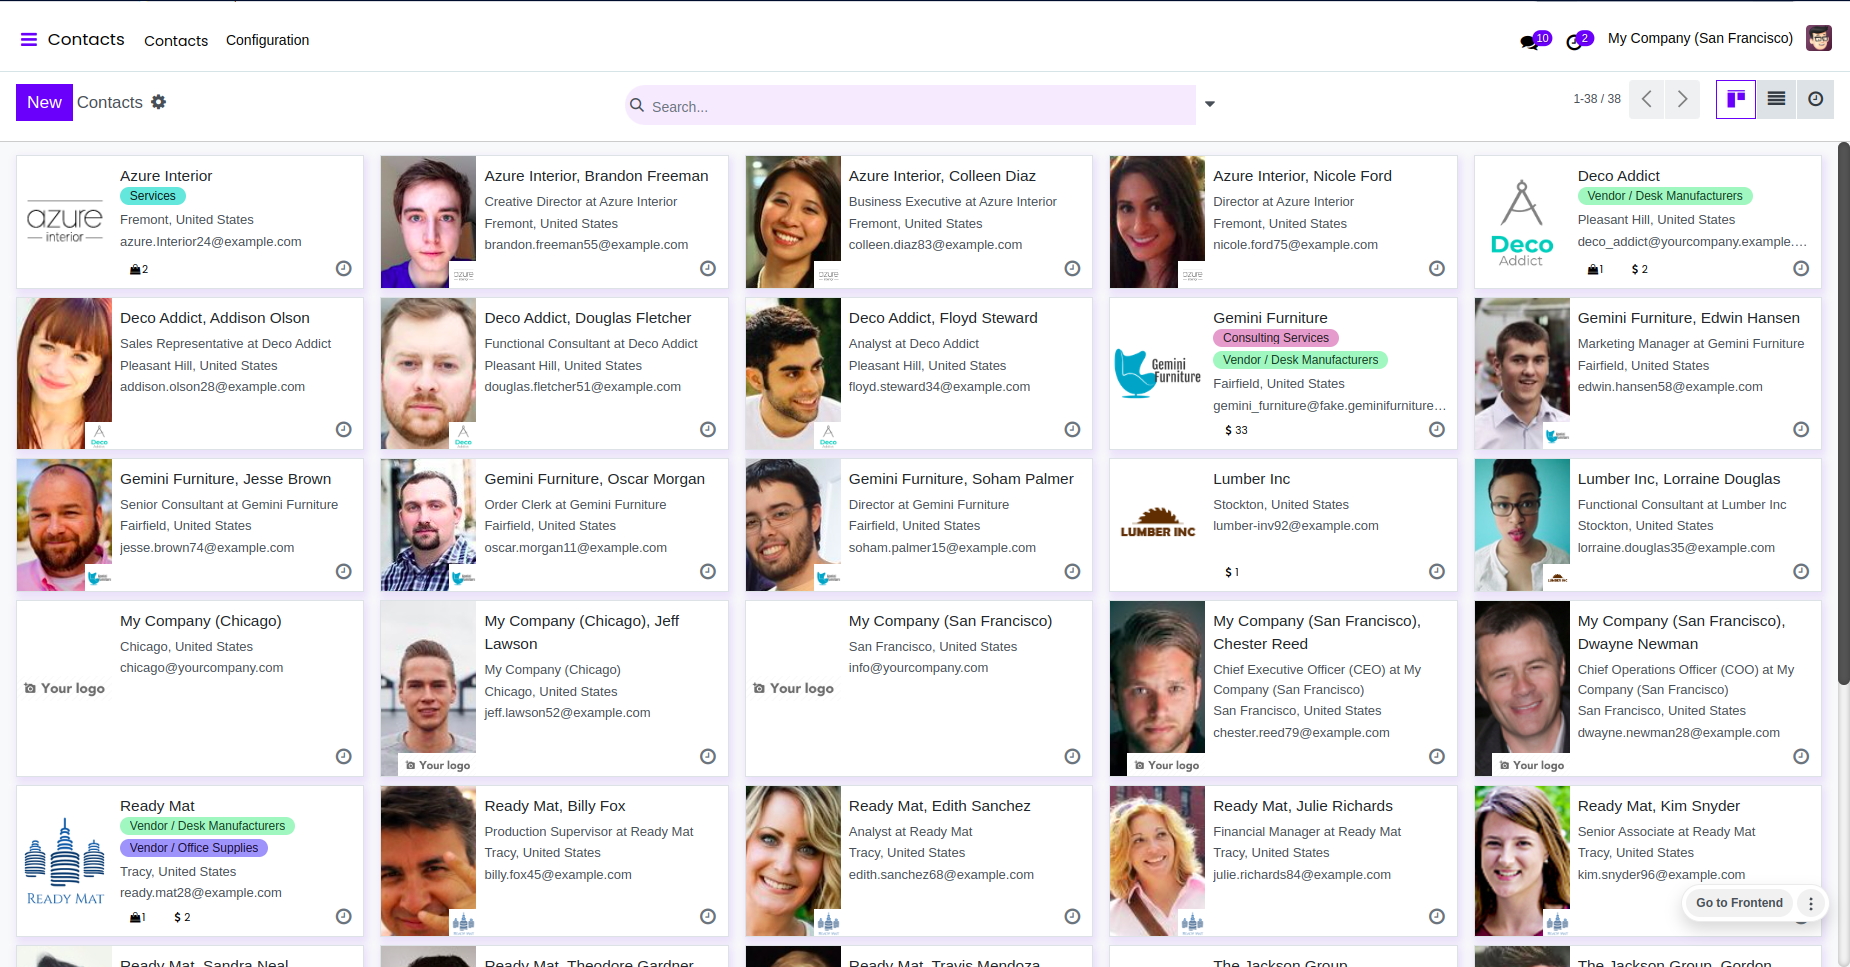 Contacts
Contacts
Configuration
10
2
My Company (San Francisco)
New
Contacts
Search...
1-38 / 38
azure
interior
Azure Interior
Services
Fremont, United States
azure.Interior24@example.com
2
Azure Interior, Brandon Freeman
Creative Director at Azure Interior
Fremont, United States
brandon.freeman55@example.com
azure
Azure Interior, Colleen Diaz
Business Executive at Azure Interior
Fremont, United States
colleen.diaz83@example.com
azure
Azure Interior, Nicole Ford
Director at Azure Interior
Fremont, United States
nicole.ford75@example.com
azure
Deco
Addict
Deco Addict
Vendor / Desk Manufacturers
Pleasant Hill, United States
deco_addict@yourcompany.example.…
1
$ 2
Deco Addict, Addison Olson
Sales Representative at Deco Addict
Pleasant Hill, United States
addison.olson28@example.com
Deco
Deco Addict, Douglas Fletcher
Functional Consultant at Deco Addict
Pleasant Hill, United States
douglas.fletcher51@example.com
Deco
Deco Addict, Floyd Steward
Analyst at Deco Addict
Pleasant Hill, United States
floyd.steward34@example.com
Deco
Gemini
Furniture
Gemini Furniture
Consulting Services
Vendor / Desk Manufacturers
Fairfield, United States
gemini_furniture@fake.geminifurniture…
$ 33
Gemini Furniture, Edwin Hansen
Marketing Manager at Gemini Furniture
Fairfield, United States
edwin.hansen58@example.com
Gemini Furniture, Jesse Brown
Senior Consultant at Gemini Furniture
Fairfield, United States
jesse.brown74@example.com
Gemini Furniture, Oscar Morgan
Order Clerk at Gemini Furniture
Fairfield, United States
oscar.morgan11@example.com
Gemini Furniture, Soham Palmer
Director at Gemini Furniture
Fairfield, United States
soham.palmer15@example.com
LUMBER INC
Lumber Inc
Stockton, United States
lumber-inv92@example.com
$ 1
Lumber Inc, Lorraine Douglas
Functional Consultant at Lumber Inc
Stockton, United States
lorraine.douglas35@example.com
LUMBER INC
Your logo
My Company (Chicago)
Chicago, United States
chicago@yourcompany.com
My Company (Chicago), Jeff
Lawson
My Company (Chicago)
Chicago, United States
jeff.lawson52@example.com
Your logo
Your logo
My Company (San Francisco)
San Francisco, United States
info@yourcompany.com
My Company (San Francisco),
Chester Reed
Chief Executive Officer (CEO) at My
Company (San Francisco)
San Francisco, United States
chester.reed79@example.com
Your logo
My Company (San Francisco),
Dwayne Newman
Chief Operations Officer (COO) at My
Company (San Francisco)
San Francisco, United States
dwayne.newman28@example.com
Your logo
READY MAT
Ready Mat
Vendor / Desk Manufacturers
Vendor / Office Supplies
Tracy, United States
ready.mat28@example.com
1
$ 2
Ready Mat, Billy Fox
Production Supervisor at Ready Mat
Tracy, United States
billy.fox45@example.com
READY MAT
Ready Mat, Edith Sanchez
Analyst at Ready Mat
Tracy, United States
edith.sanchez68@example.com
READY MAT
Ready Mat, Julie Richards
Financial Manager at Ready Mat
Tracy, United States
julie.richards84@example.com
READY MAT
Ready Mat, Kim Snyder
Senior Associate at Ready Mat
Tracy, United States
kim.snyder96@example.com
READY MAT
Go to Frontend
Ready Mat, Sandra Neal
Ready Mat, Theodore Gardner
Ready Mat, Travis Mendoza
The Jackson Group
The Jackson Group, Gordon